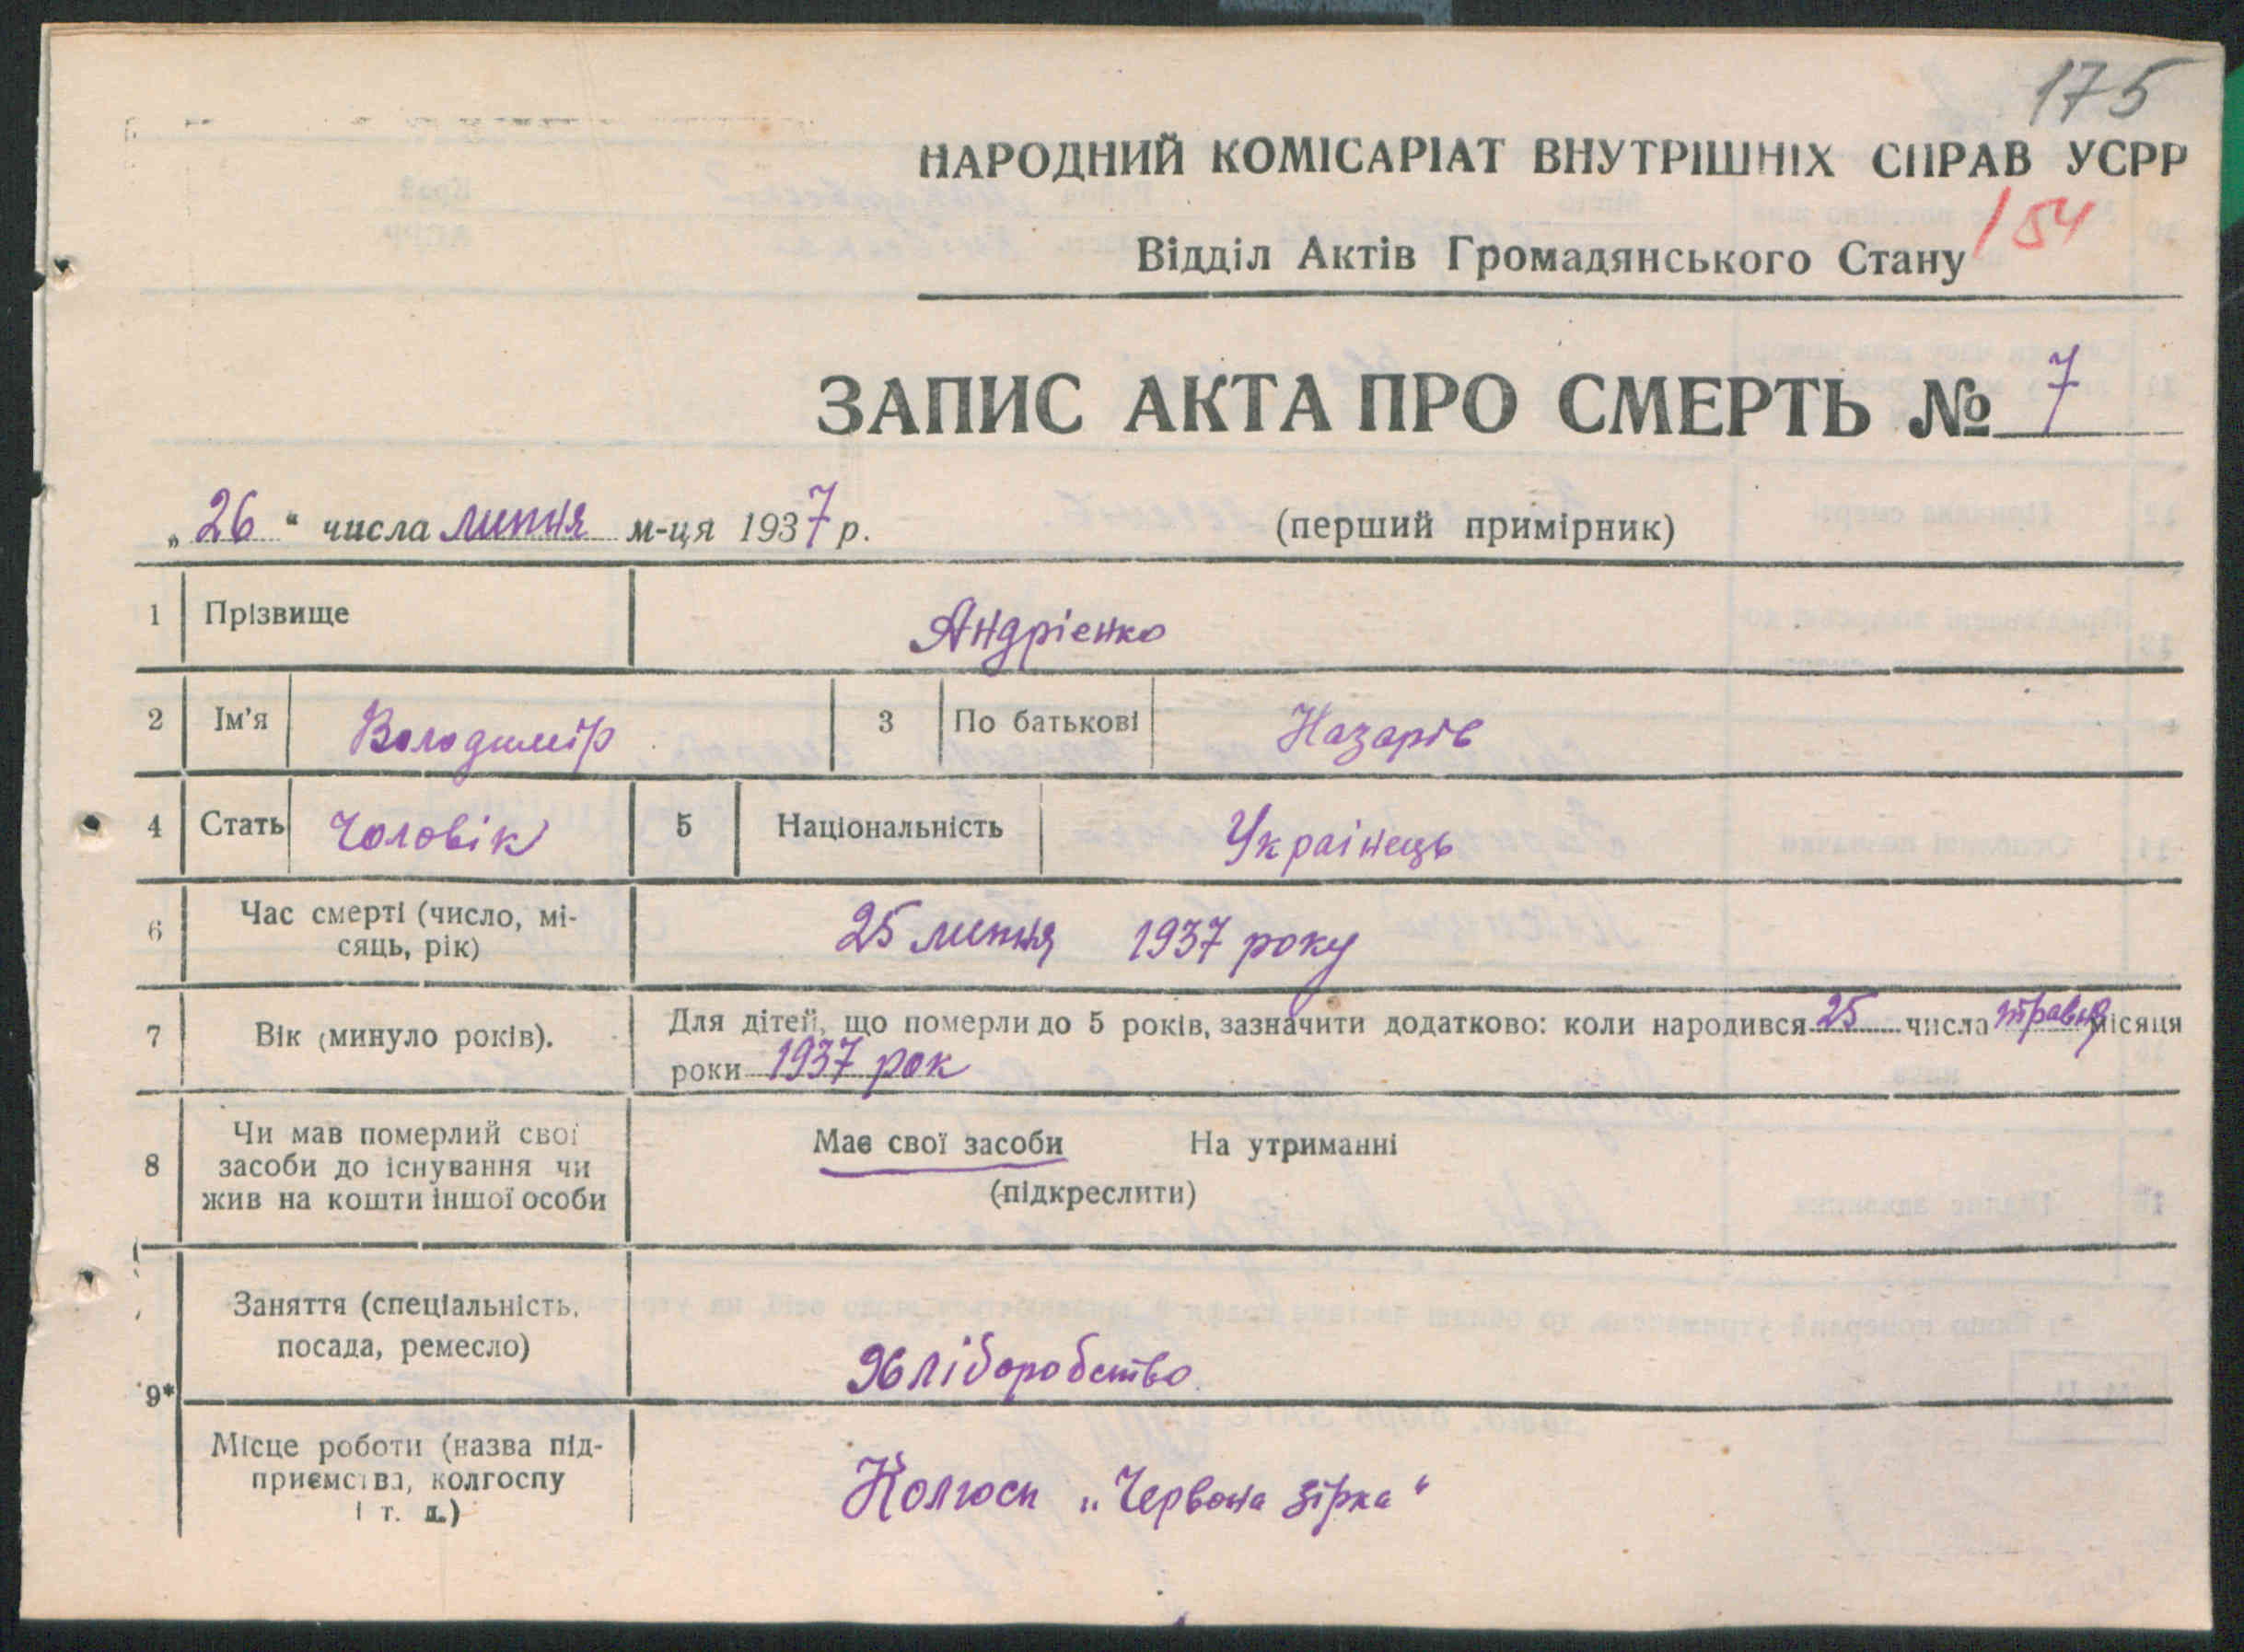 175
НАРОДНИЙ КОМІСАРІАТ ВНУТРІШНІХ СПРАВ УСРР
154
Відділ Актів Громадянського Стану
ЗАПИС АКТА ПРО СМЕРТЬ № 7
„26“ числа липня м-ця 1937 р. (перший примірник)
1 Прізвище Андрієнко
2 Ім'я Володимір 3 По батькові Назарів
4 Стать Чоловік 5 Національність Українець
6 Час смерті (число, мі-
сяць, рік) 25 липня 1937 року
7 Вік (минуло років). Для дітей, що померли до 5 років, зазначити додатково: коли народився 25 числа травня місяця
роки 1937 рок
8 Чи мав померлий свої
засоби до існування чи
жив на кошти іншої особи
Має свої засоби На утриманні
(підкреслити)
9* Заняття (спеціальність,
посада, ремесло) Хліборобство
Місце роботи (назва під-
приємства, колгоспу
і т. д.) Колгосп „Червона зірка“